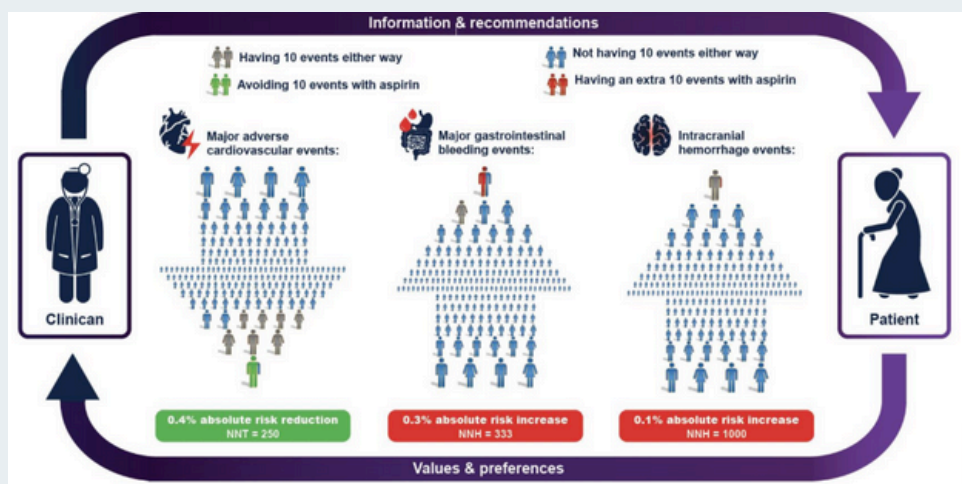 Information & recommendations
Having 10 events either way
Not having 10 events either way
Avoiding 10 events with aspirin
Having an extra 10 events with aspirin
Major adverse
cardiovascular events:
Major gastrointestinal
bleeding events:
Intracranial
hemorrhage events:
Clinican
Patient
0.4% absolute risk reduction
NNT = 250
0.3% absolute risk increase
NNH = 333
0.1% absolute risk increase
NNH = 1000
Values & preferences